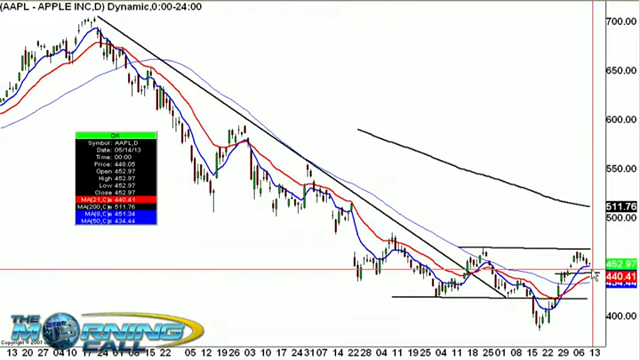 (AAPL - APPLE INC,D) Dynamic,0:00-24:00
700.00
650.00
600.00
550.00
511.76
500.00
452.97
440.41
434.44
400.00
OK
Symbol: AAPL,D
Date: 05/14/13
Time: 00:00
Price: 448.05
Open 452.97
High 452.97
Low 452.97
Close 452.97
MA(21,C)= 440.41
MA(200,C)= 511.76
MA(8,C)= 451.34
MA(50,C)= 434.44
THE
MORNING
CALL
13 20 27 04 10 17 24 01 08 15 22 05 12 19 26 03 10 17 24 07 14 22 28 04 11 19 25 04 11 18 25 01 08 15 22 29 06 13